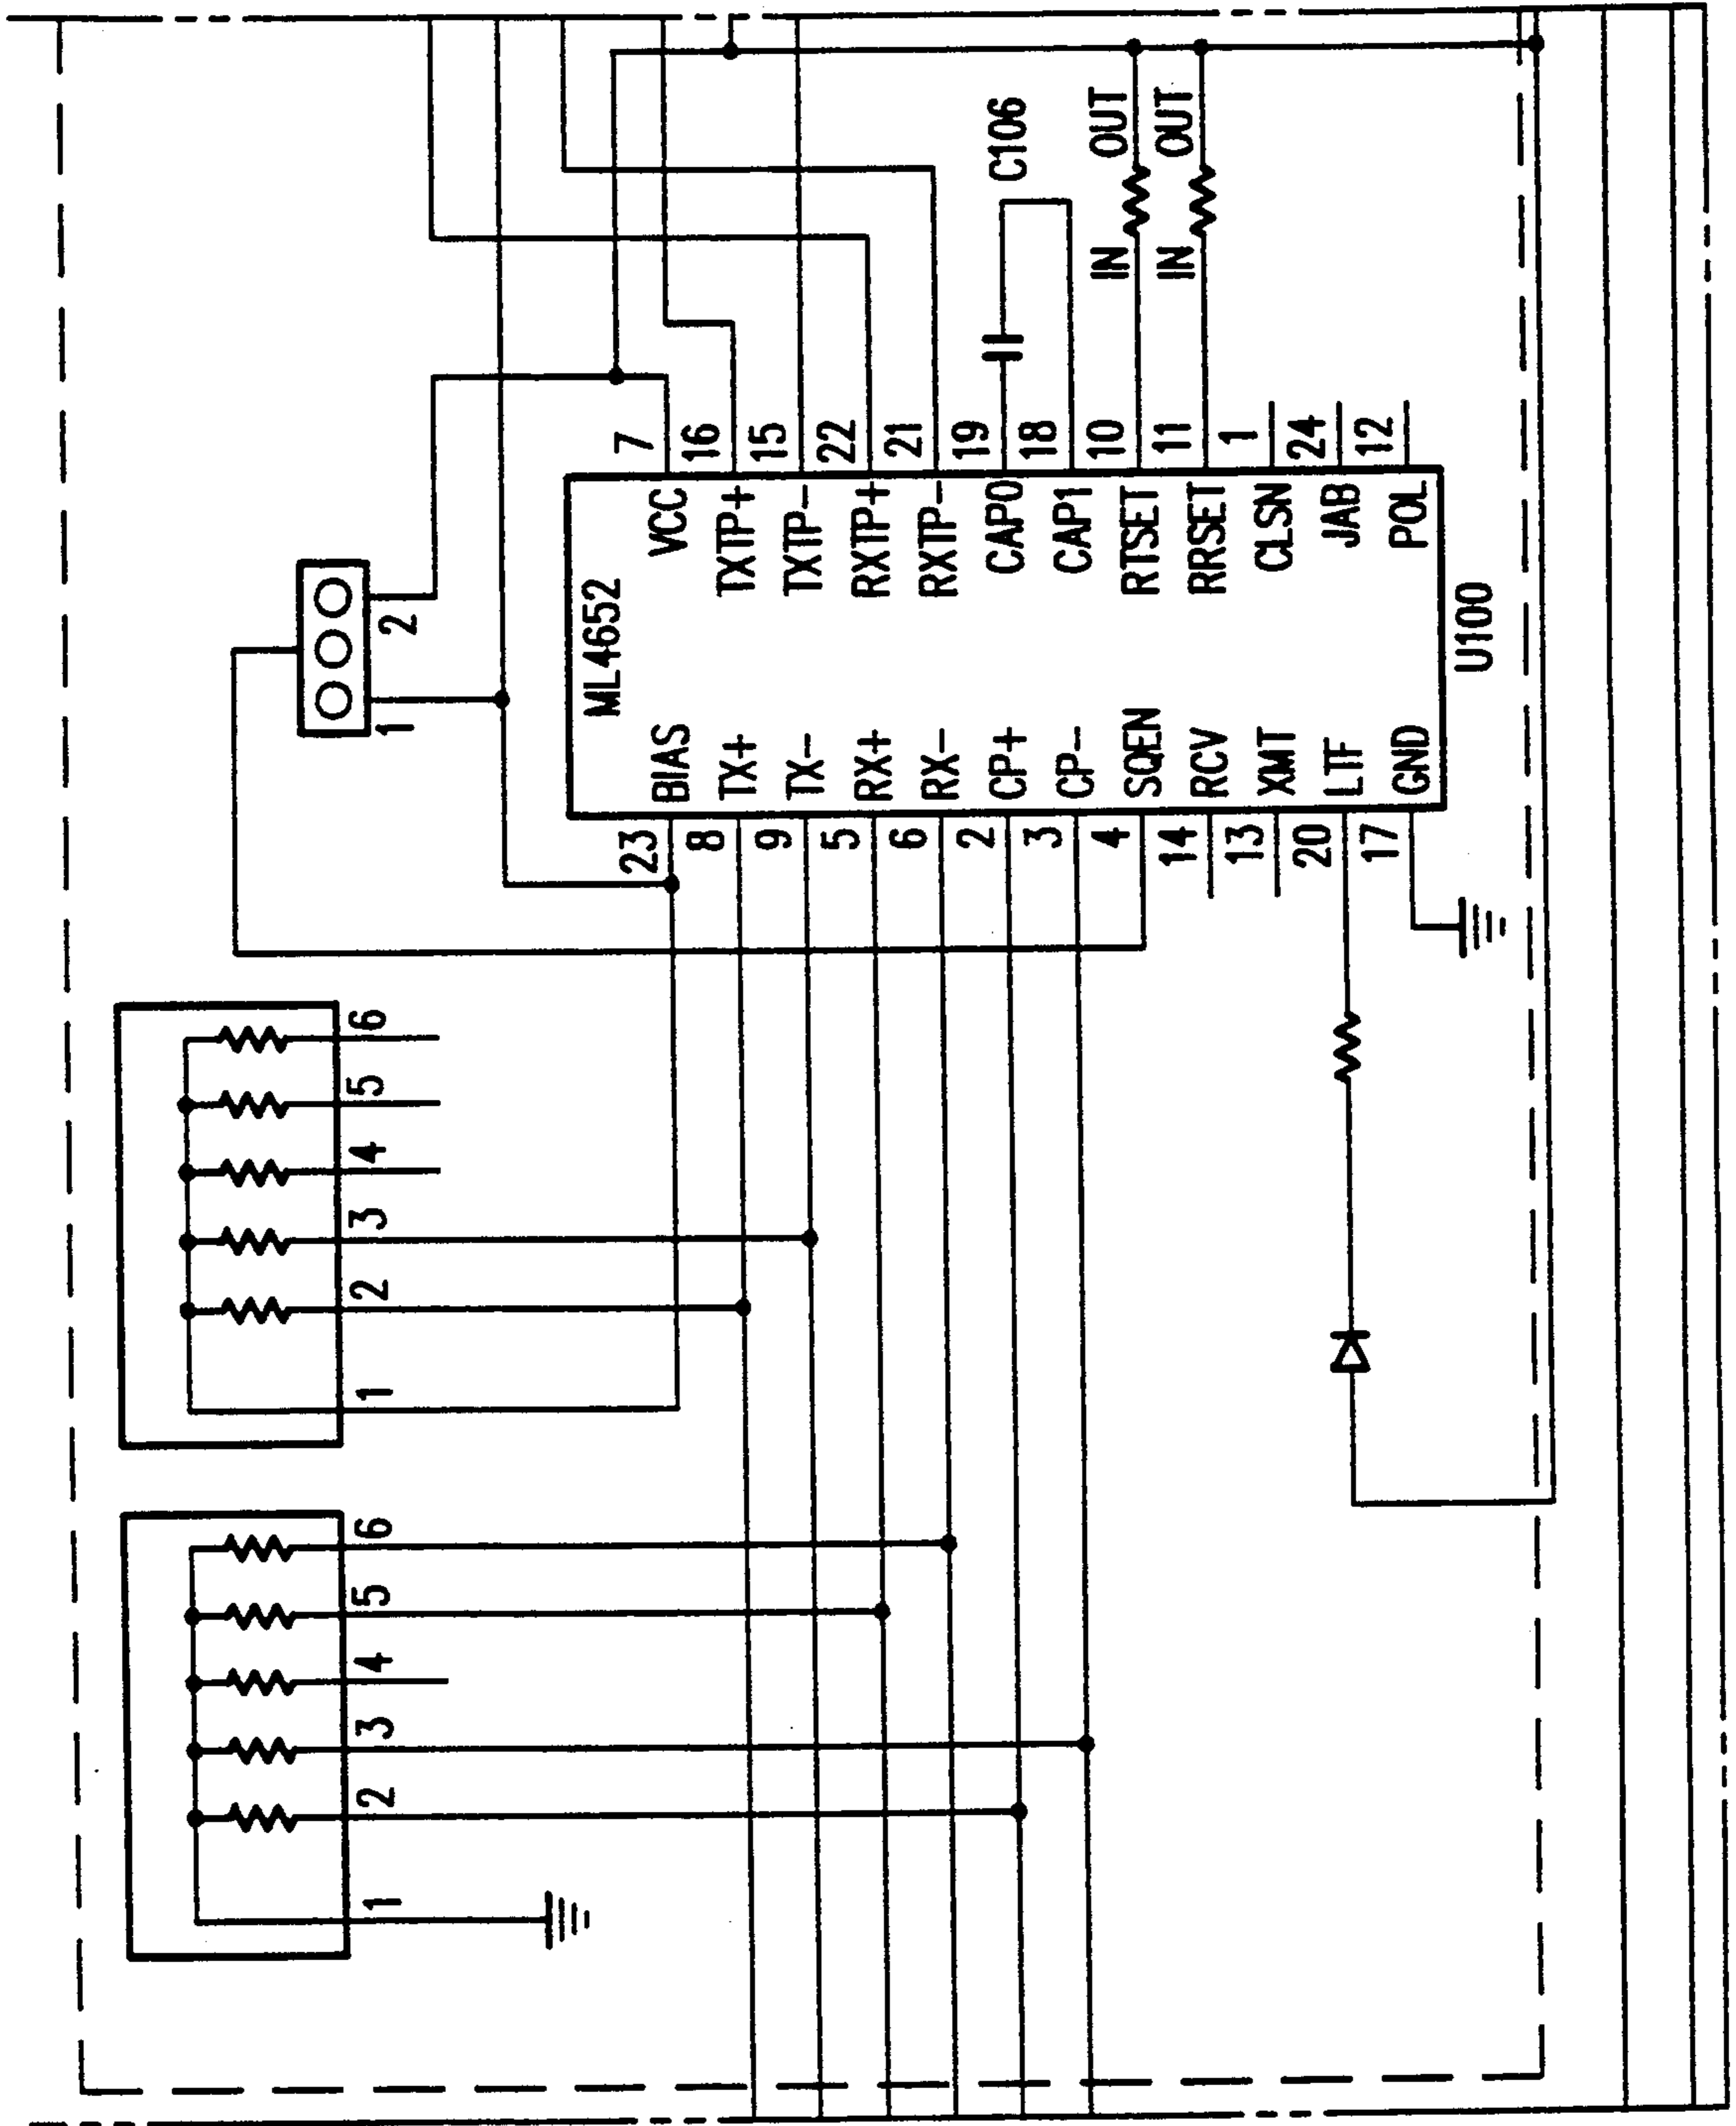 6
5
4
3
2
1
6
5
4
3
2
1
1
2
ML4652
BIAS
TX+
TX-
RX+
RX-
CP+
CP-
SQEN
RCV
XMT
LTF
GND
23
8
9
5
6
2
3
4
14
13
20
17
VCC
TXTP+
TXTP-
RXTP+
RXTP-
CAP0
CAP1
RTSET
RRSET
CLSN
JAB
POL
7
16
15
22
21
19
18
10
11
1
24
12
U100
C106
IN OUT
IN OUT